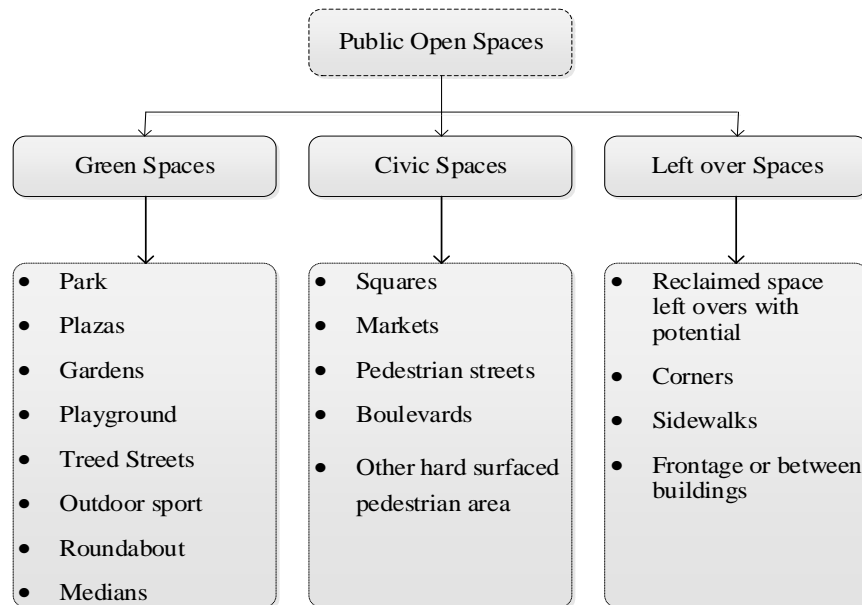 Public Open Spaces
Green Spaces
Civic Spaces
Left over Spaces
• Park
• Plazas
• Gardens
• Playground
• Treed Streets
• Outdoor sport
• Roundabout
• Medians
• Squares
• Markets
• Pedestrian streets
• Boulevards
• Other hard surfaced
pedestrian area
• Reclaimed space
left overs with
potential
• Corners
• Sidewalks
• Frontage or between
buildings